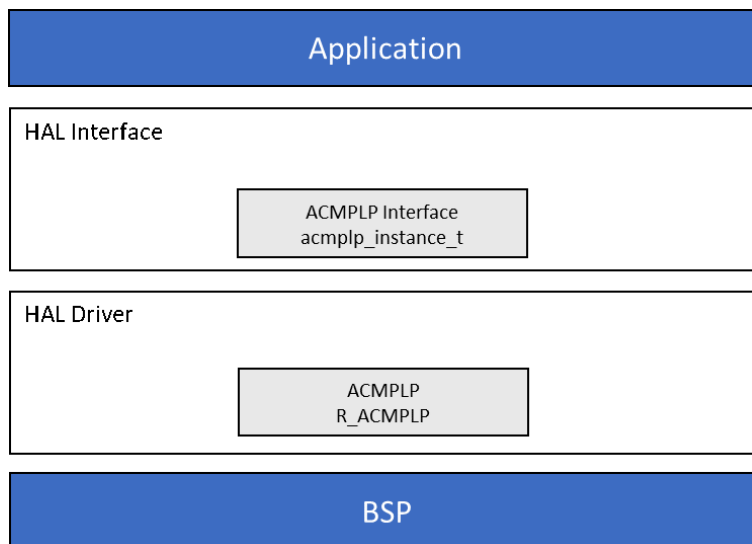 Application
HAL Interface
ACMPLP Interface
acmplp_instance_t
HAL Driver
ACMPLP
R_ACMPLP
BSP